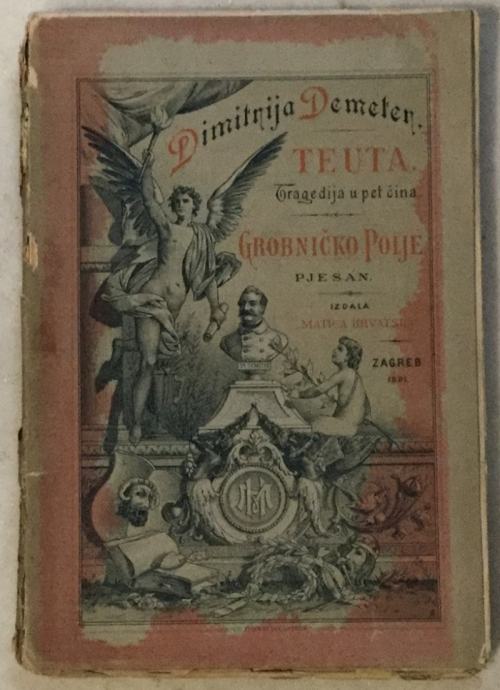 Dimitrija Demeter.
TEUTA.
Tragedija u pet čina
GROBNIČKO POLJE
PJESAN.
IZDALA
MATICA HRVATSKA
ZAGREB
1891.